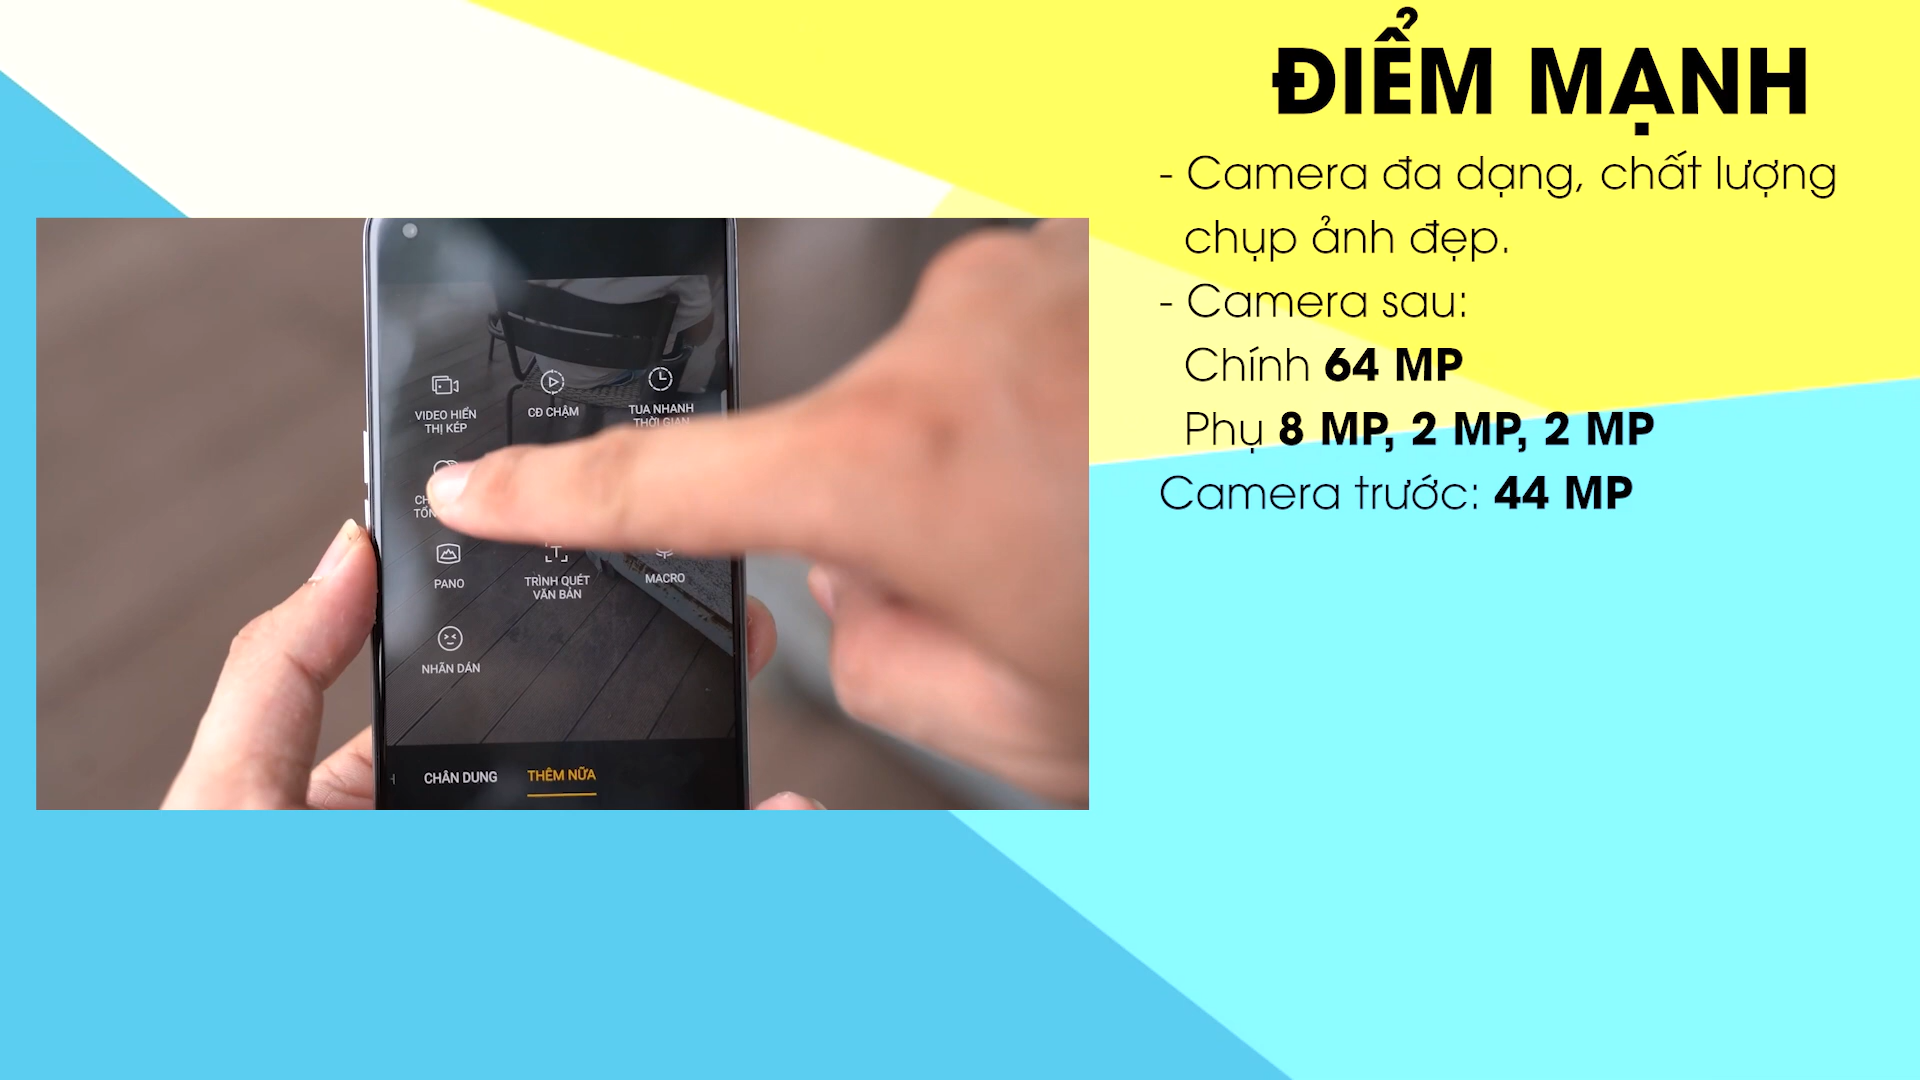 ĐIỂM MẠNH
- Camera đa dạng, chất lượng
chụp ảnh đẹp.
- Camera sau:
Chính 64 MP
Phụ 8 MP, 2 MP, 2 MP
Camera trước: 44 MP
VIDEO HIỂN
THỊ KÉP
CĐ CHẬM
TUA NHANH
THỜI GIAN
PANO
TRÌNH QUÉT
VĂN BẢN
MACRO
NHÃN DÁN
CHÂN DUNG
THÊM NỮA